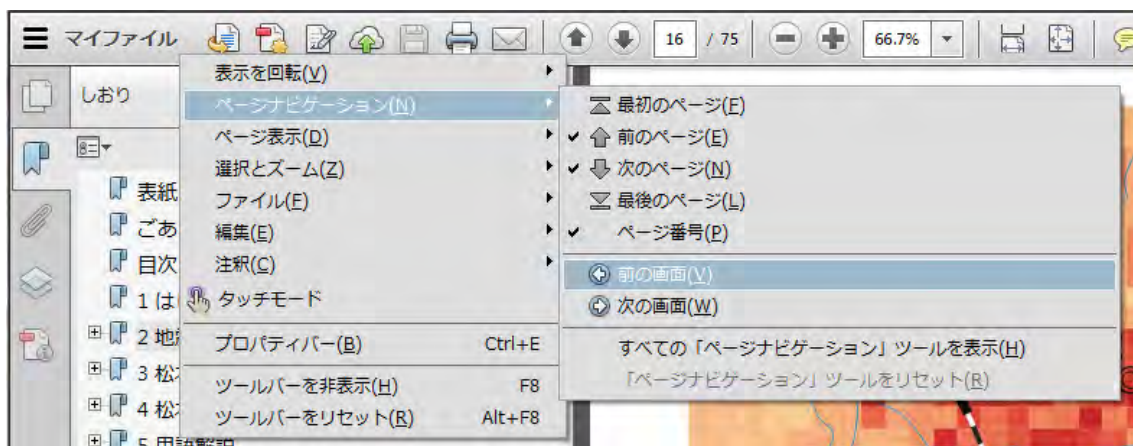 マイファイル 16 / 75 66.7%
しおり
表紙
ごあ
目次
1 は
2 地
3 松
4 松
5 用語解説
表示を回転(V)
ページナビゲーション(N)
ページ表示(D)
選択とズーム(Z)
ファイル(F)
編集(E)
注釈(C)
タッチモード
プロパティバー(B) Ctrl+E
ツールバーを非表示(H) F8
ツールバーをリセット(R) Alt+F8
最初のページ(F)
前のページ(E)
次のページ(N)
最後のページ(L)
ページ番号(P)
前の画面(V)
次の画面(W)
すべての「ページナビゲーション」ツールを表示(H)
「ページナビゲーション」ツールをリセット(R)